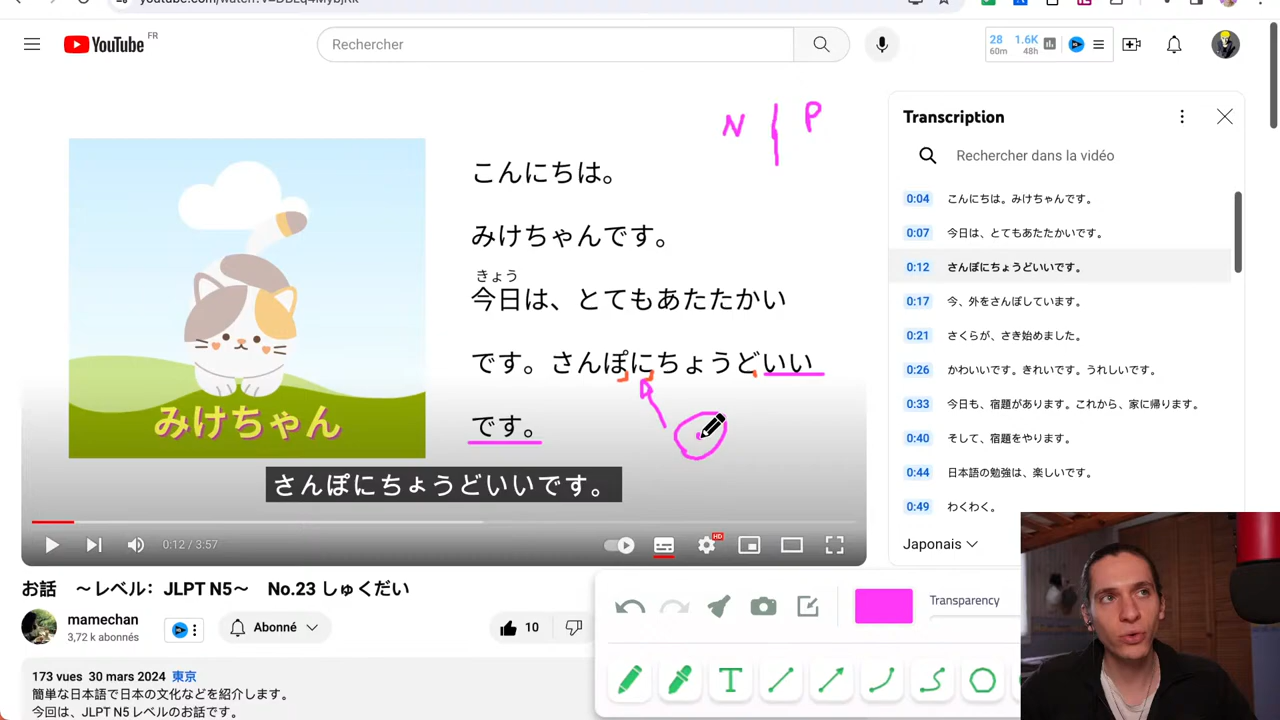 YouTube FR
Rechercher
28 1.6K
60m 48h
N | P
こんにちは。
みけちゃんです。
きょう
今日は、とてもあたたかい
です。さんぽにちょうどいい
です。
みけちゃん
さんぽにちょうどいいです。
0:12 / 3:57
HD
お話 ～レベル：JLPT N5～ No.23 しゅくだい
mamechan
3,72 k abonnés
Abonné
10
173 vues 30 mars 2024 東京
簡単な日本語で日本の文化などを紹介します。
今回は、JLPT N5レベルのお話です。
Transcription
Rechercher dans la vidéo
0:04 こんにちは。みけちゃんです。
0:07 今日は、とてもあたたかいです。
0:12 さんぽにちょうどいいです。
0:17 今、外をさんぽしています。
0:21 さくらが、さき始めました。
0:26 かわいいです。きれいです。うれしいです。
0:33 今日も、宿題があります。これから、家に帰ります。
0:40 そして、宿題をやります。
0:44 日本語の勉強は、楽しいです。
0:49 わくわく。
Japonais
Transparency
T